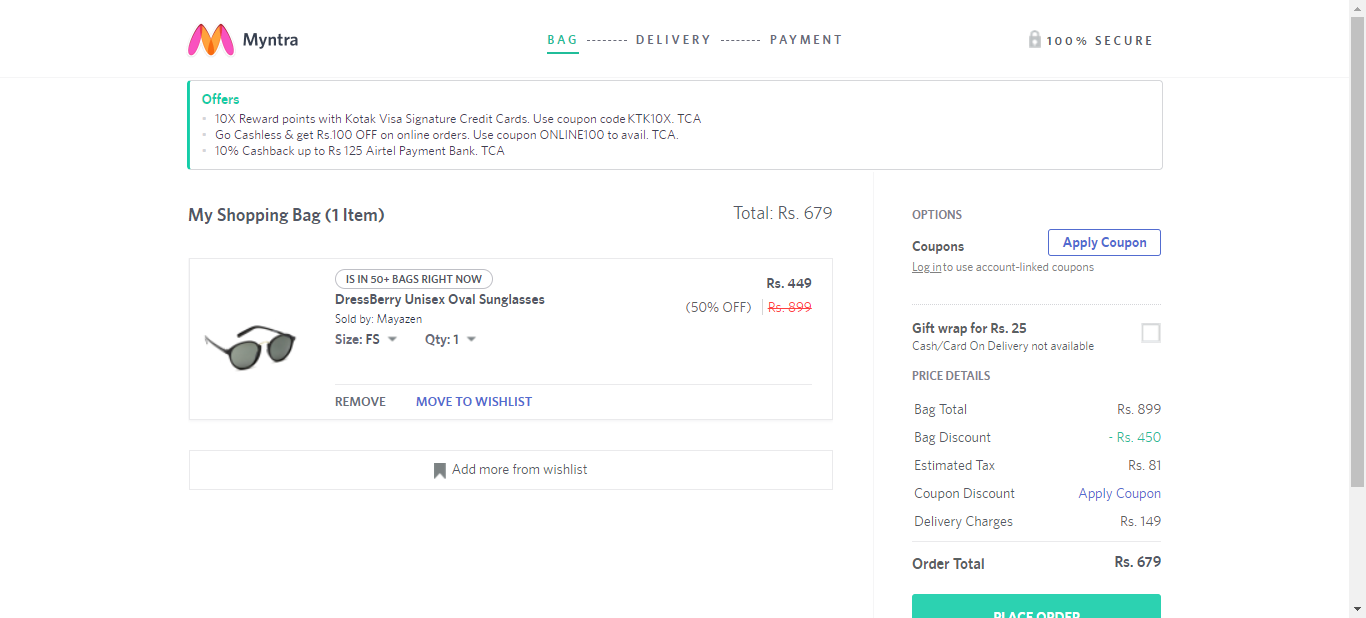 Myntra
BAG -------- DELIVERY -------- PAYMENT
100% SECURE
Offers
10X Reward points with Kotak Visa Signature Credit Cards. Use coupon code KTK10X. TCA
Go Cashless & get Rs.100 OFF on online orders. Use coupon ONLINE100 to avail. TCA.
10% Cashback up to Rs 125 Airtel Payment Bank. TCA
My Shopping Bag (1 Item)
Total: Rs. 679
IS IN 50+ BAGS RIGHT NOW
Rs. 449
DressBerry Unisex Oval Sunglasses
(50% OFF) Rs. 899
Sold by: Mayazen
Size: FS Qty: 1
REMOVE MOVE TO WISHLIST
Add more from wishlist
OPTIONS
Coupons Apply Coupon
Log in to use account-linked coupons
Gift wrap for Rs. 25
Cash/Card On Delivery not available
PRICE DETAILS
Bag Total Rs. 899
Bag Discount - Rs. 450
Estimated Tax Rs. 81
Coupon Discount Apply Coupon
Delivery Charges Rs. 149
Order Total Rs. 679
PLACE ORDER